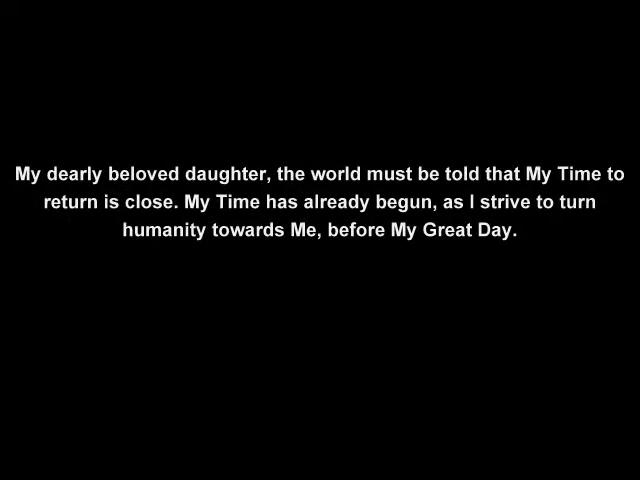 My dearly beloved daughter, the world must be told that My Time to
return is close. My Time has already begun, as I strive to turn
humanity towards Me, before My Great Day.